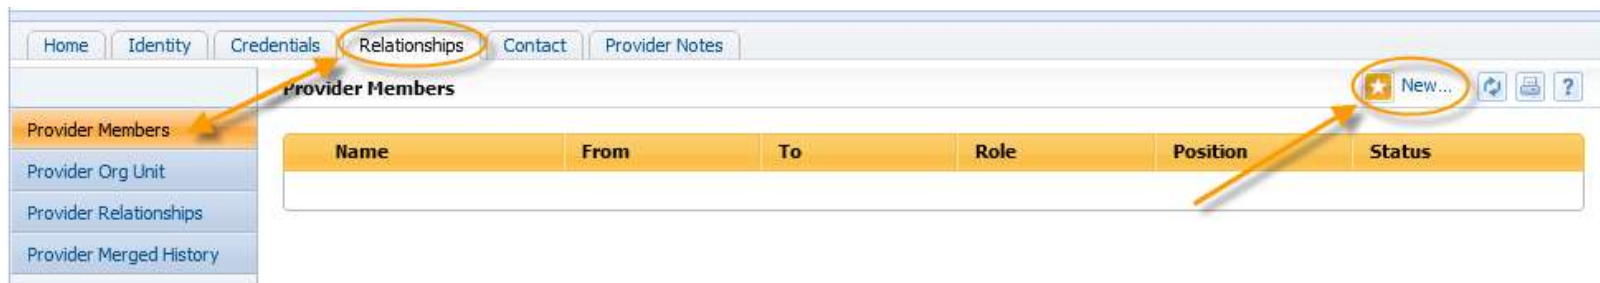 Home Identity Credentials Relationships Contact Provider Notes
Provider Members New... ?
Provider Members
Name From To Role Position Status
Provider Org Unit
Provider Relationships
Provider Merged History